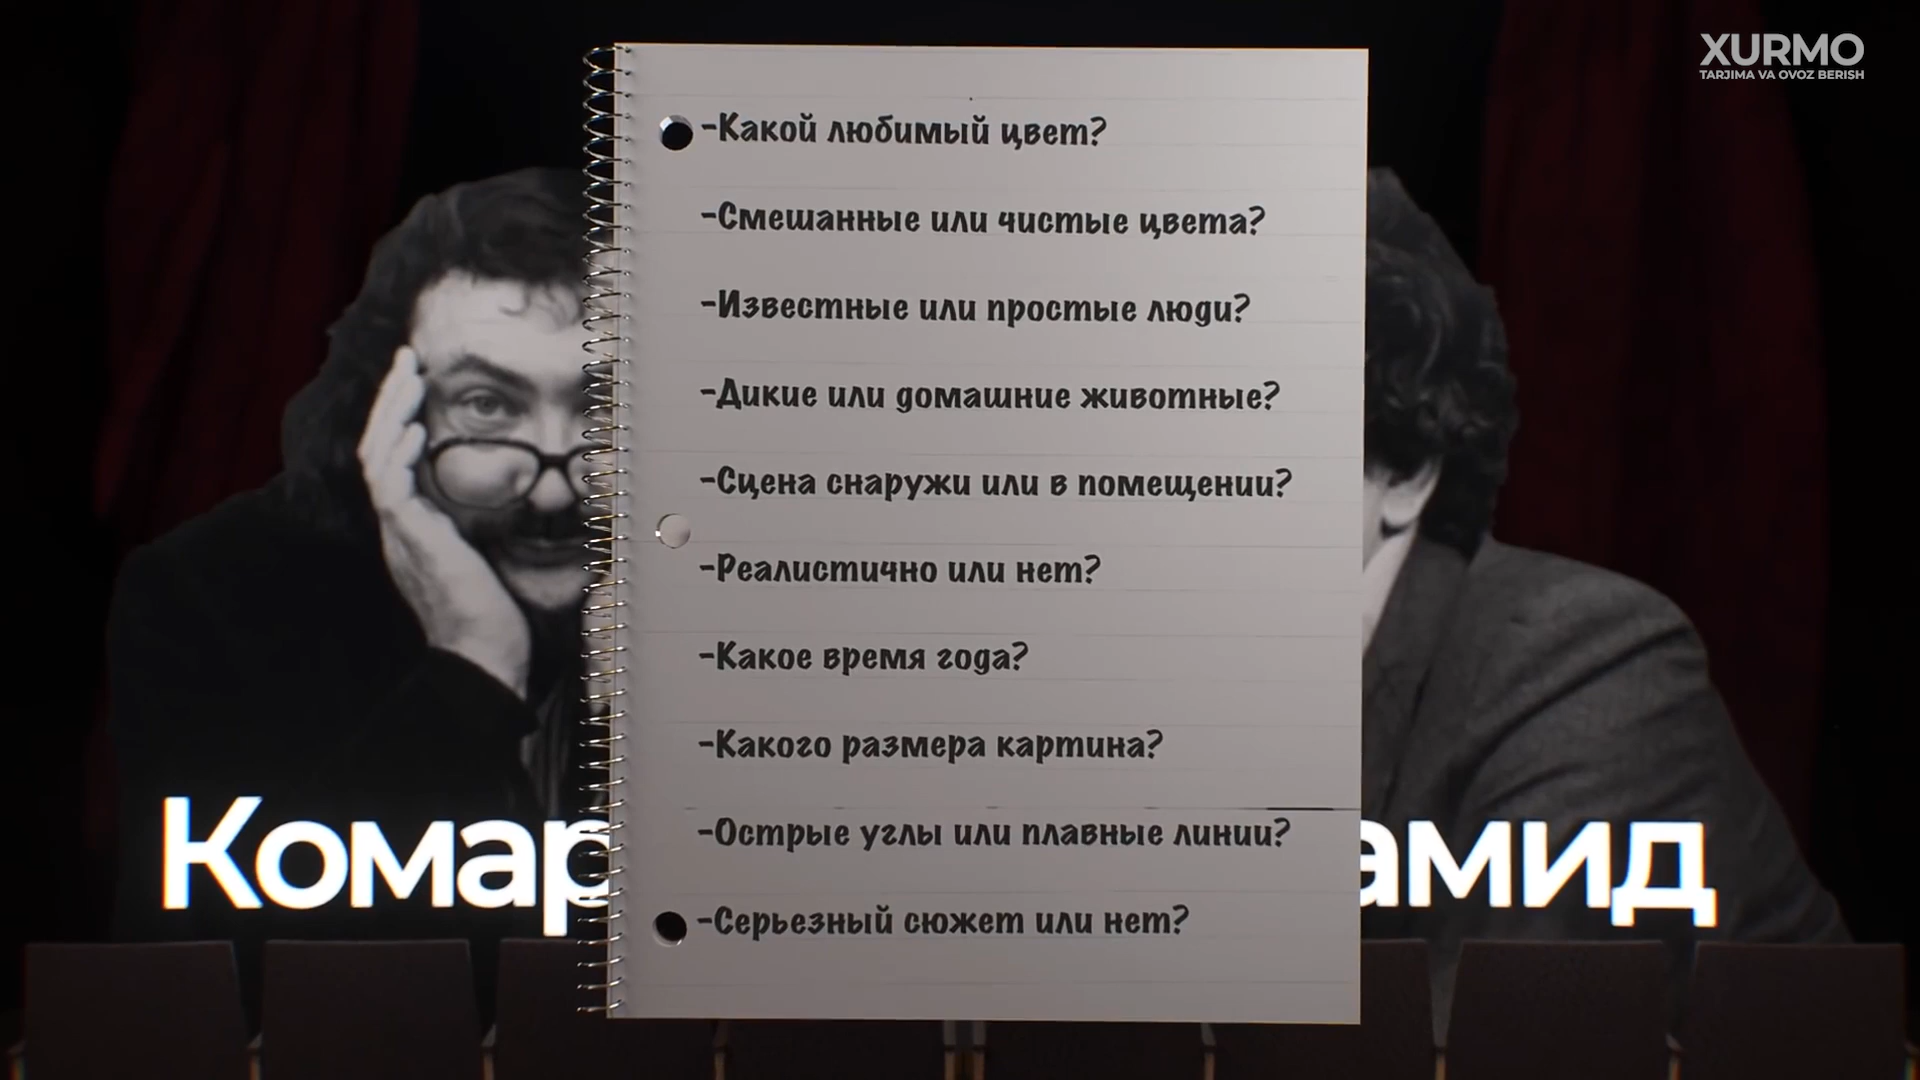 XURMO
TARJIMA VA OVOZ BERISH
-Какой любимый цвет?
-Смешанные или чистые цвета?
-Известные или простые люди?
-Дикие или домашние животные?
-Сцена снаружи или в помещении?
-Реалистично или нет?
-Какое время года?
-Какого размера картина?
-Острые углы или плавные линии?
-Серьезный сюжет или нет?